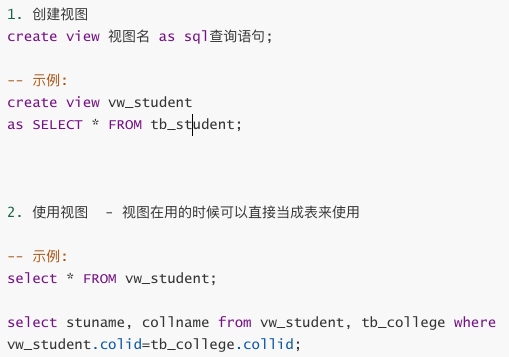 1. 创建视图
create view 视图名 as sql查询语句;
-- 示例:
create view vw_student
as SELECT * FROM tb_student;
2. 使用视图  - 视图在用的时候可以直接当成表来使用
-- 示例:
select * FROM vw_student;
select stuname, collname from vw_student, tb_college where
vw_student.colid=tb_college.collid;